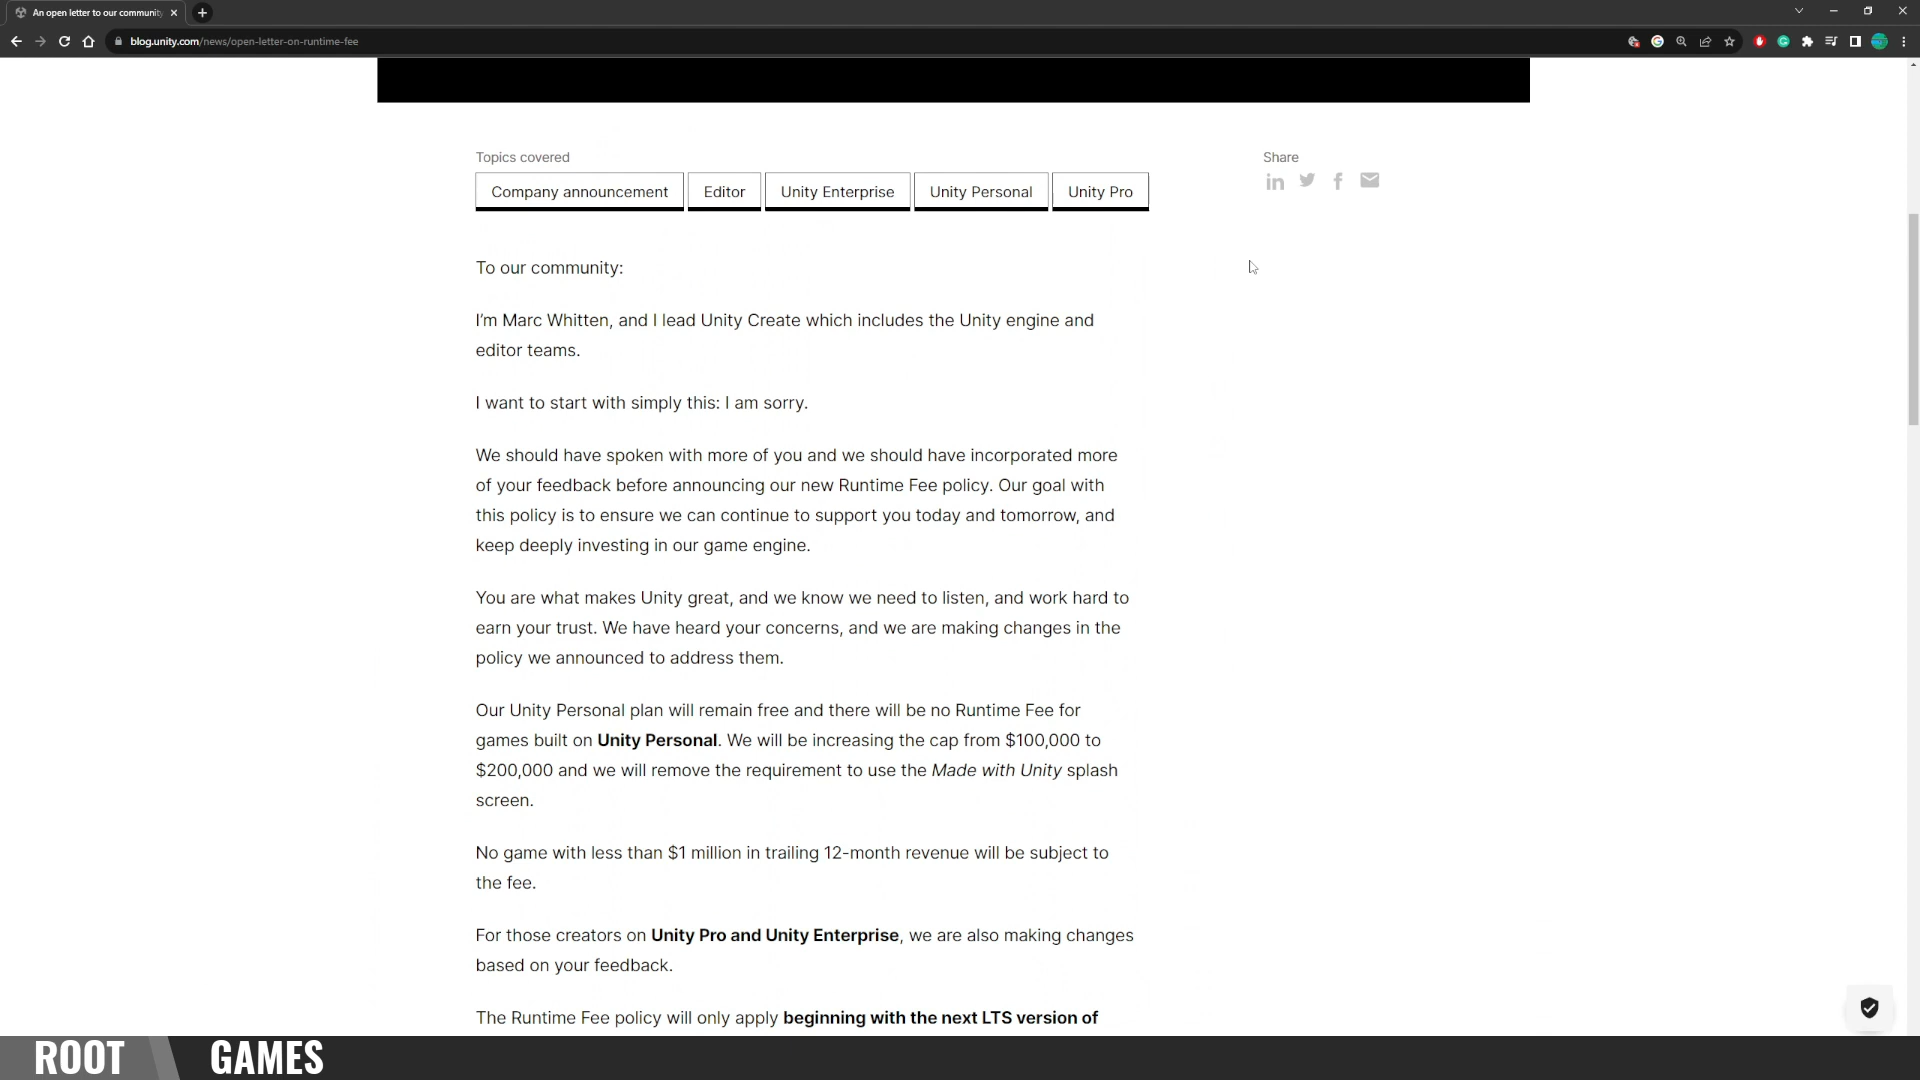 An open letter to our community
blog.unity.com/news/open-letter-on-runtime-fee
Topics covered
Share
Company announcement
Editor
Unity Enterprise
Unity Personal
Unity Pro
To our community:
I’m Marc Whitten, and I lead Unity Create which includes the Unity engine and
editor teams.
I want to start with simply this: I am sorry.
We should have spoken with more of you and we should have incorporated more
of your feedback before announcing our new Runtime Fee policy. Our goal with
this policy is to ensure we can continue to support you today and tomorrow, and
keep deeply investing in our game engine.
You are what makes Unity great, and we know we need to listen, and work hard to
earn your trust. We have heard your concerns, and we are making changes in the
policy we announced to address them.
Our Unity Personal plan will remain free and there will be no Runtime Fee for
games built on Unity Personal. We will be increasing the cap from $100,000 to
$200,000 and we will remove the requirement to use the Made with Unity splash
screen.
No game with less than $1 million in trailing 12-month revenue will be subject to
the fee.
For those creators on Unity Pro and Unity Enterprise, we are also making changes
based on your feedback.
The Runtime Fee policy will only apply beginning with the next LTS version of
ROOT GAMES